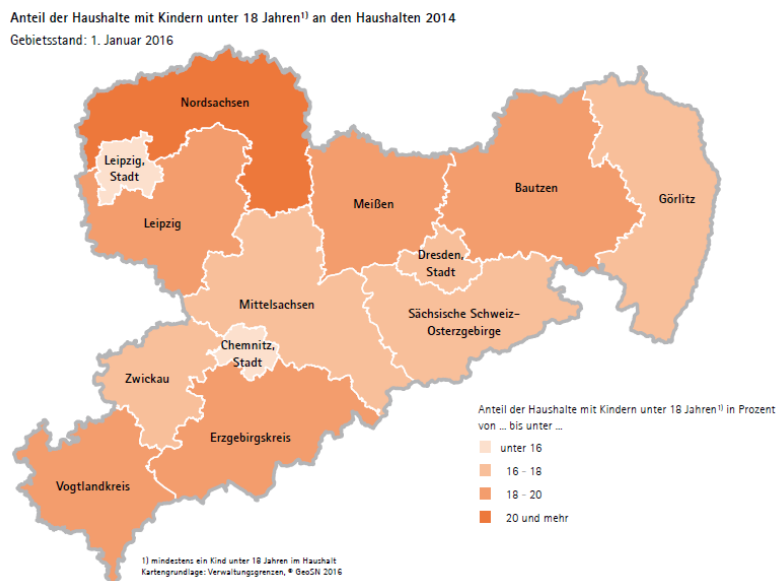 Anteil der Haushalte mit Kindern unter 18 Jahren¹⁾ an den Haushalten 2014
Gebietsstand: 1. Januar 2016
Nordsachsen
Leipzig,
Stadt
Leipzig
Meißen
Bautzen
Görlitz
Dresden,
Stadt
Mittelsachsen
Sächsische Schweiz-
Osterzgebirge
Chemnitz,
Stadt
Zwickau
Erzgebirgskreis
Vogtlandkreis
Anteil der Haushalte mit Kindern unter 18 Jahren¹⁾ in Prozent
von ... bis unter ...
unter 16
16 - 18
18 - 20
20 und mehr
1) mindestens ein Kind unter 18 Jahren im Haushalt
Kartengrundlage: Verwaltungsgrenzen, © GeoSN 2016